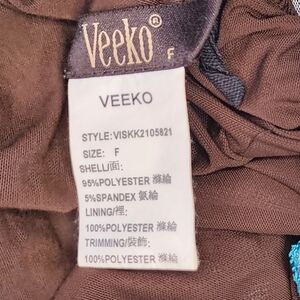 Veeko®
F
VEEKO
STYLE:VISKK2105821
SIZE: F
SHELL/面:
95%POLYESTER 滌綸
5%SPANDEX 氨綸
LINING/裡:
100%POLYESTER 滌綸
TRIMMING/裝飾:
100%POLYESTER 滌綸